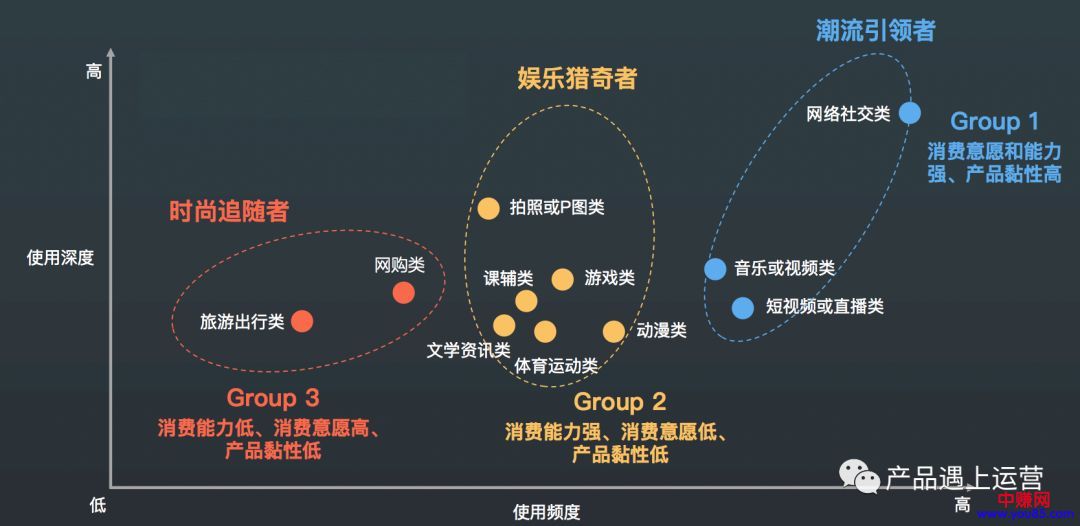 潮流引领者
高
娱乐猎奇者
网络社交类
Group 1
消费意愿和能力
强、产品黏性高
时尚追随者
拍照或P图类
使用深度
网购类
课辅类
游戏类
音乐或视频类
旅游出行类
短视频或直播类
文学资讯类
体育运动类
动漫类
Group 3
消费能力低、消费意愿高、
产品黏性低
Group 2
消费能力强、消费意愿低、
产品黏性低
产品遇上运营
低
使用频度
高
中赚网
www.you85.com